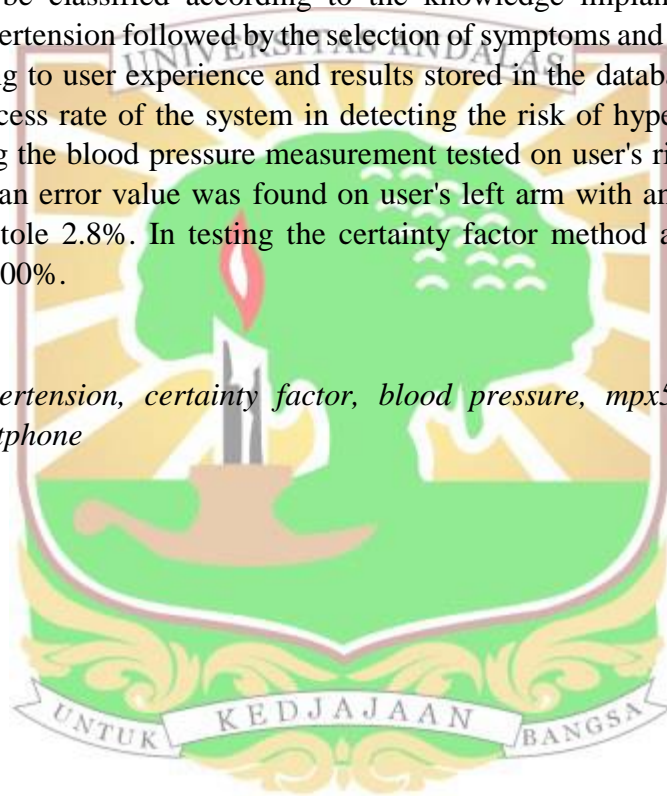 be classified according to the knowledge implan
ertension followed by the selection of symptoms and
UNIVERSITAS ANDALAS
g to user experience and results stored in the datab
cess rate of the system in detecting the risk of hype
g the blood pressure measurement tested on user's ri
an error value was found on user's left arm with an
tole 2.8%. In testing the certainty factor method a
00%.
ertension, certainty factor, blood pressure, mpx5
tphone
UNTUK KEDJAJAAN BANGSA